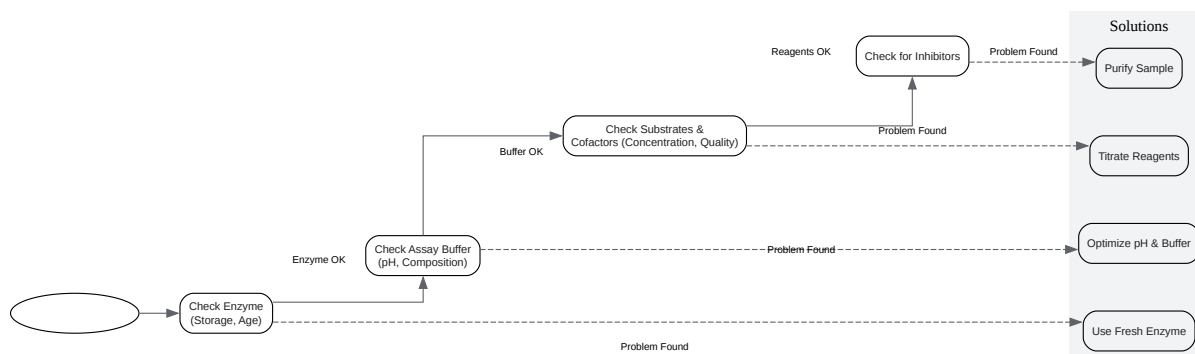 Solutions
Reagents OK
Check for Inhibitors
Problem Found
Purify Sample
Check Substrates &
Cofactors (Concentration, Quality)
Problem Found
Buffer OK
Titrate Reagents
Check Assay Buffer
(pH, Composition)
Problem Found
Optimize pH & Buffer
Enzyme OK
Check Enzyme
(Storage, Age)
Use Fresh Enzyme
Problem Found